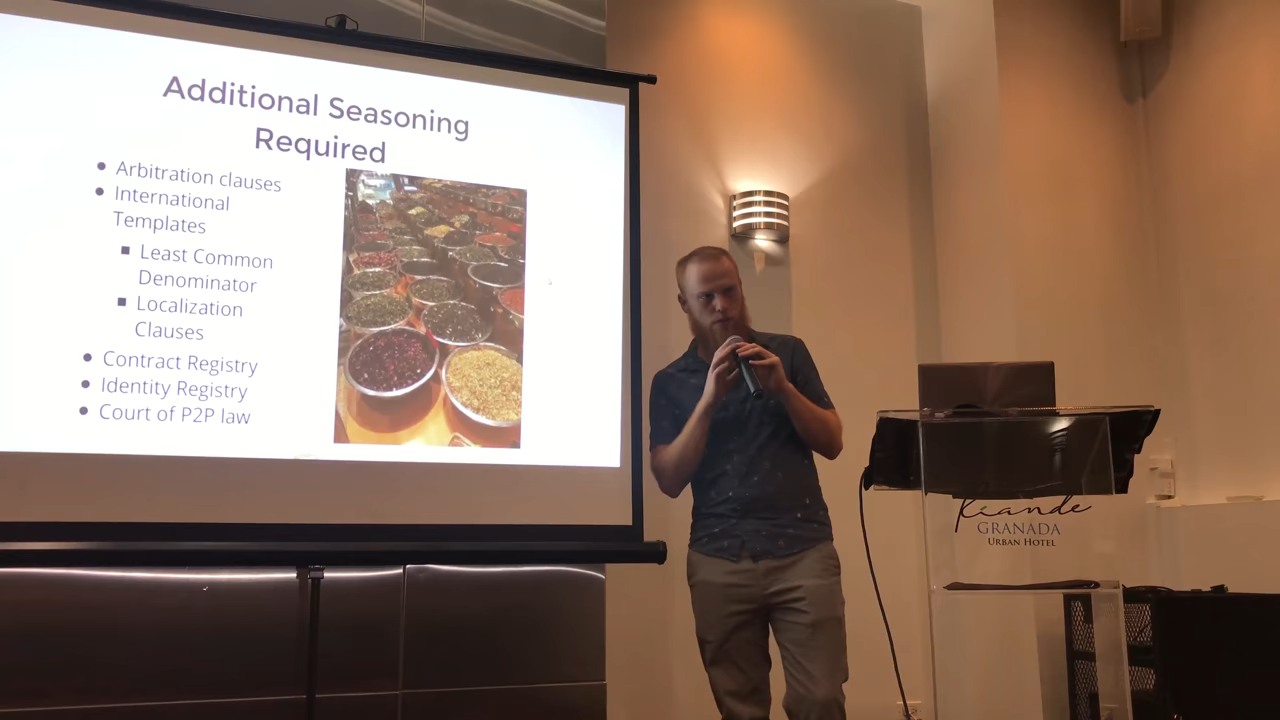 Additional Seasoning
Required
Arbitration clauses
International
Templates
Least Common
Denominator
Localization
Clauses
Contract Registry
Identity Registry
Court of P2P law
Riande
GRANADA
URBAN HOTEL